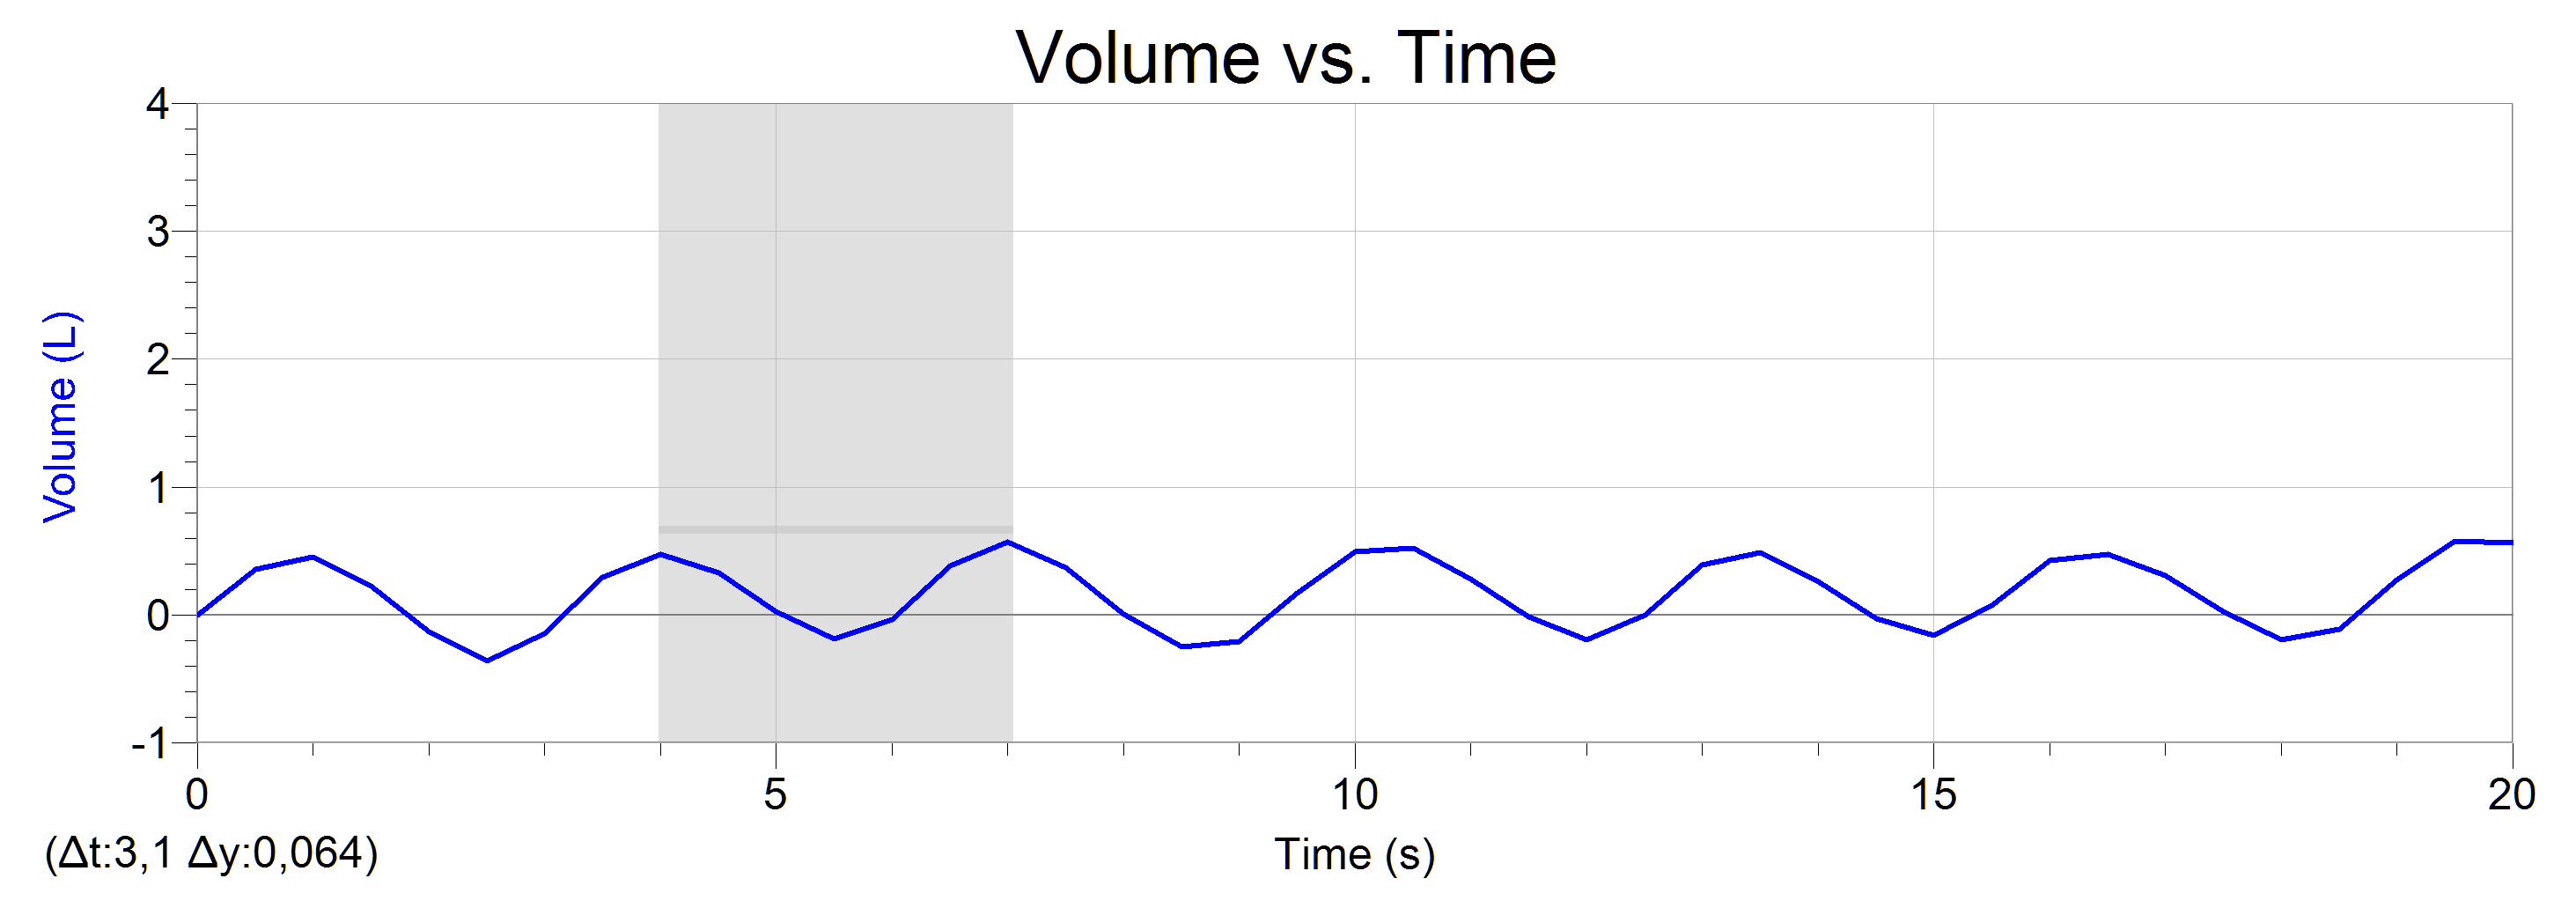 Volume vs. Time
4
3
2
1
0
-1
Volume (L)
0 5 10 15 20
(Δt:3,1 Δy:0,064)
Time (s)